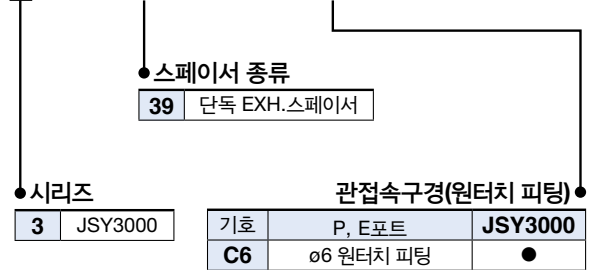 스페이서 종류
39 단독 EXH.스페이서
시리즈
3 JSY3000
관접속구경(원터치 피팅)
기호 P, E포트 JSY3000
C6 ø6 원터치 피팅 ●